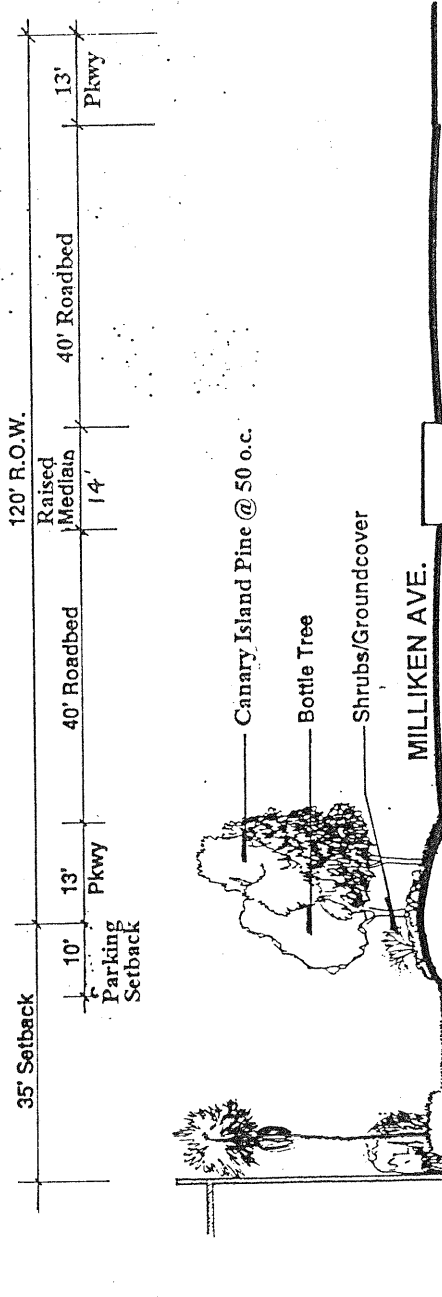 120' R.O.W.
35' Setback
10'
Parking
Setback
13'
Pkwy
40' Roadbed
Raised
Median
14'
40' Roadbed
13'
Pkwy
Canary Island Pine @ 50 o.c.
Bottle Tree
Shrubs/Groundcover
MILLIKEN AVE.